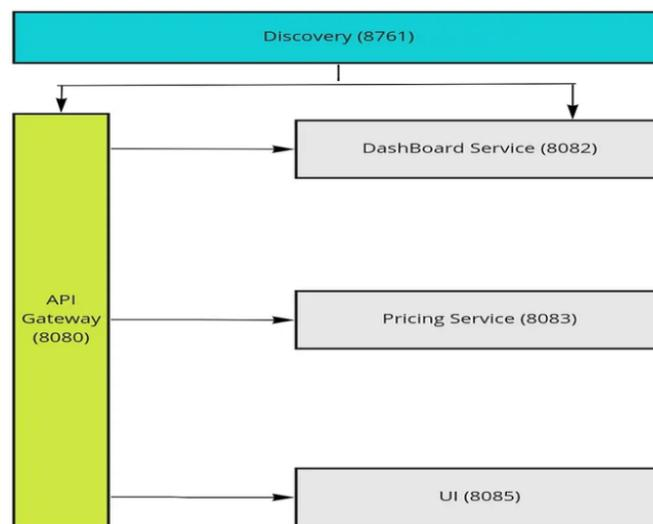 Discovery (8761)
DashBoard Service (8082)
API
Gateway
(8080)
Pricing Service (8083)
UI (8085)